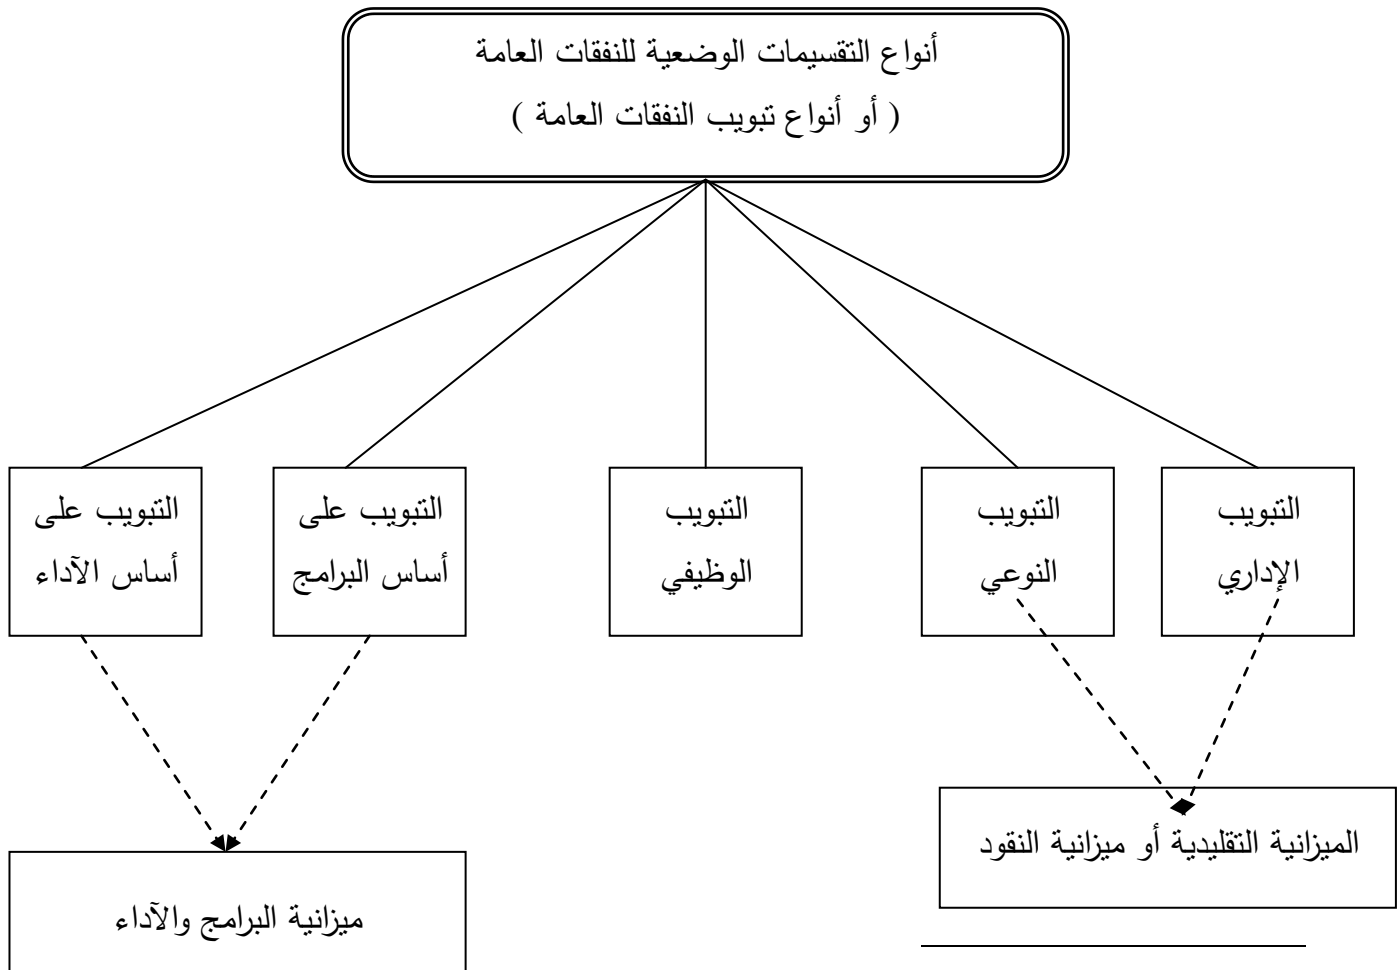 أنواع التقسيمات الوضعية للنفقات العامة
( أو أنواع تبويب النفقات العامة )
التبويب
الإداري
التبويب
النوعي
التبويب
الوظيفي
التبويب على
أساس البرامج
التبويب على
أساس الآداء
الميزانية التقليدية أو ميزانية النقود
ميزانية البرامج والآداء